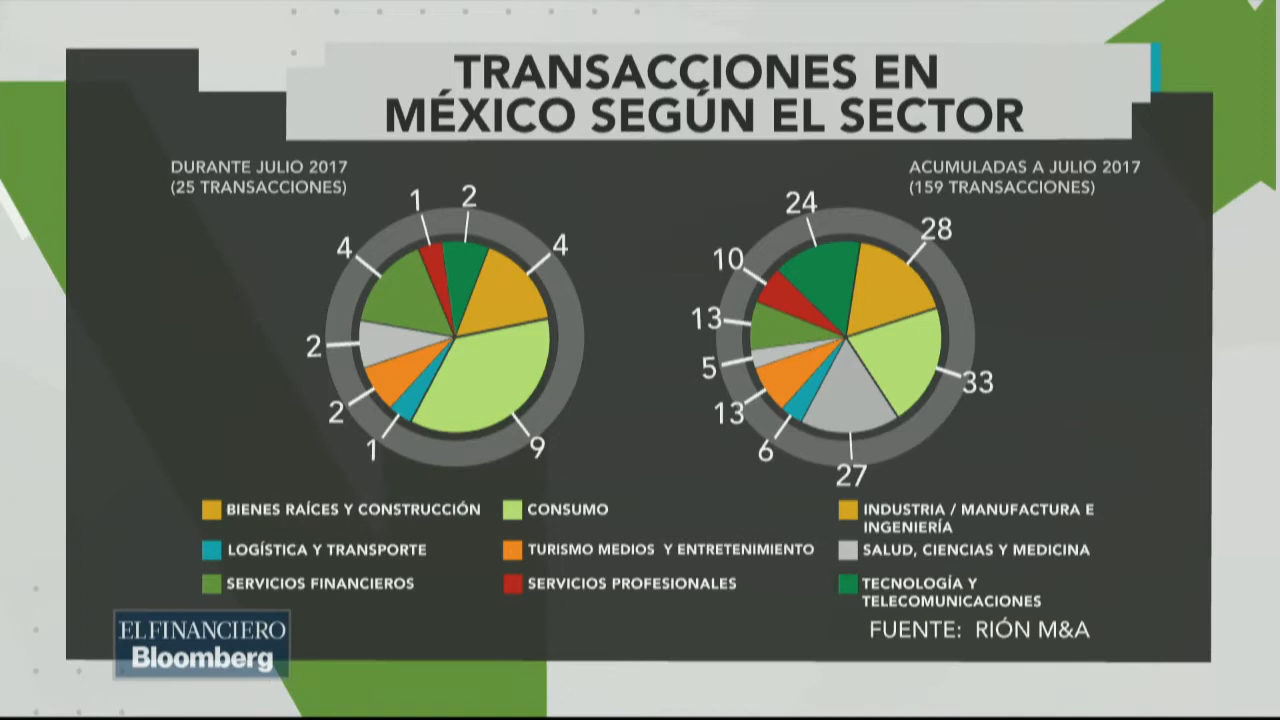 TRANSACCIONES EN
MÉXICO SEGÚN EL SECTOR
DURANTE JULIO 2017
(25 TRANSACCIONES)
1
2
4
4
2
2
1
9
ACUMULADAS A JULIO 2017
(159 TRANSACCIONES)
24
28
10
13
5
13
6
27
33
BIENES RAÍCES Y CONSTRUCCIÓN
CONSUMO
INDUSTRIA / MANUFACTURA E
INGENIERÍA
LOGÍSTICA Y TRANSPORTE
TURISMO MEDIOS Y ENTRETENIMIENTO
SALUD, CIENCIAS Y MEDICINA
SERVICIOS FINANCIEROS
SERVICIOS PROFESIONALES
TECNOLOGÍA Y
TELECOMUNICACIONES
FUENTE: RIÓN M&A
EL FINANCIERO
Bloomberg